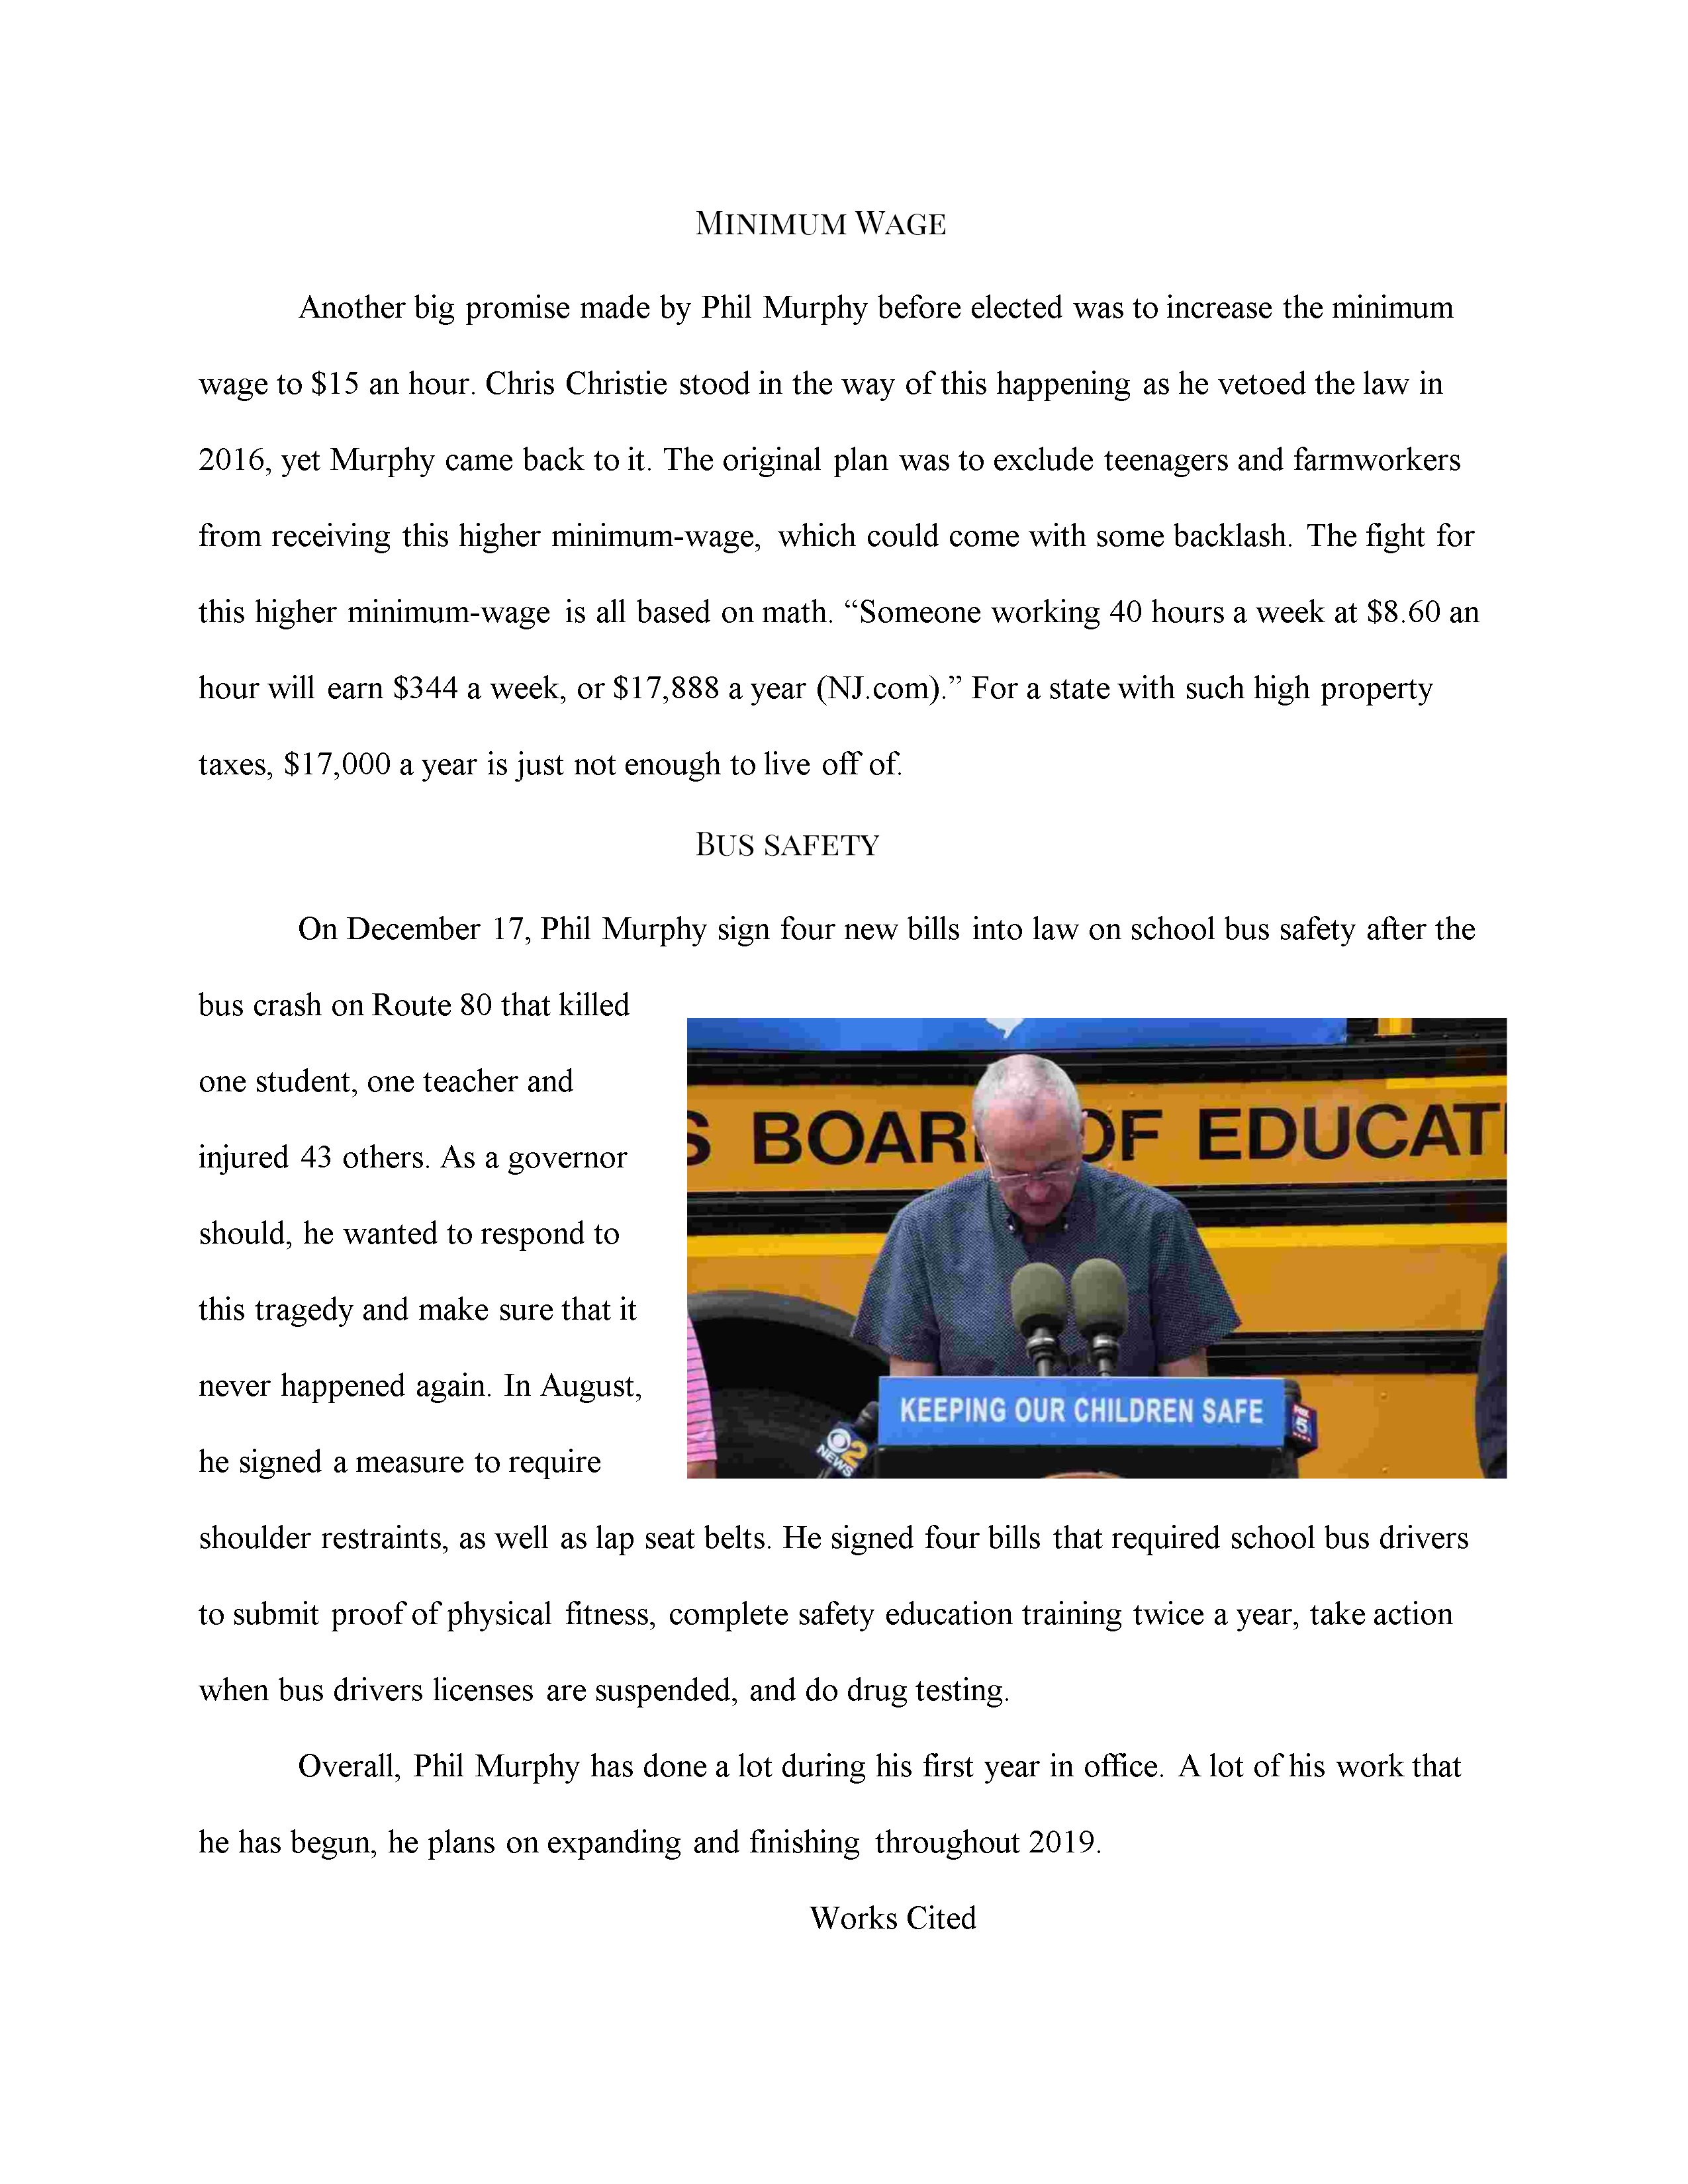 MINIMUM WAGE
Another big promise made by Phil Murphy before elected was to increase the minimum
wage to $15 an hour. Chris Christie stood in the way of this happening as he vetoed the law in
2016, yet Murphy came back to it. The original plan was to exclude teenagers and farmworkers
from receiving this higher minimum-wage, which could come with some backlash. The fight for
this higher minimum-wage is all based on math. “Someone working 40 hours a week at $8.60 an
hour will earn $344 a week, or $17,888 a year (NJ.com).” For a state with such high property
taxes, $17,000 a year is just not enough to live off of.
BUS SAFETY
On December 17, Phil Murphy sign four new bills into law on school bus safety after the
bus crash on Route 80 that killed
one student, one teacher and
injured 43 others. As a governor
should, he wanted to respond to
this tragedy and make sure that it
never happened again. In August,
he signed a measure to require
S BOAR OF EDUCATI
KEEPING OUR CHILDREN SAFE
2
NEWS
FOX
5
shoulder restraints, as well as lap seat belts. He signed four bills that required school bus drivers
to submit proof of physical fitness, complete safety education training twice a year, take action
when bus drivers licenses are suspended, and do drug testing.
Overall, Phil Murphy has done a lot during his first year in office. A lot of his work that
he has begun, he plans on expanding and finishing throughout 2019.
Works Cited